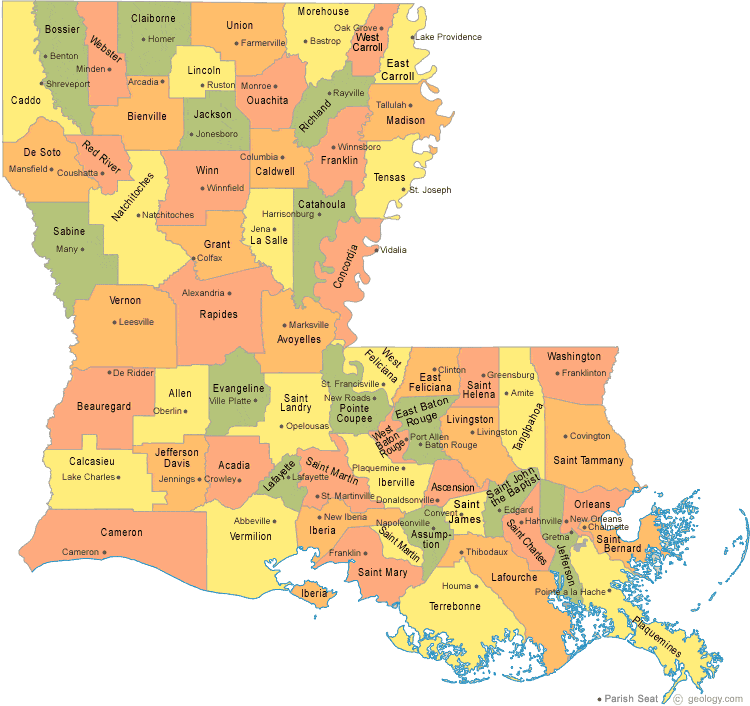 Bossier
Claiborne
Union
Morehouse
Webster
Homer
Farmerville
Bastrop
Oak Grove
West
Carroll
Lake Providence
Benton
Minden
Lincoln
East
Carroll
Caddo
Shreveport
Arcadia
Ruston
Monroe
Ouachita
Richland
Rayville
Tallulah
Madison
Bienville
Jackson
Jonesboro
De Soto
Mansfield
Red River
Coushatta
Winn
Winnfield
Columbia
Caldwell
Winnsboro
Franklin
Tensas
St. Joseph
Natchitoches
Natchitoches
Catahoula
Harrisonburg
Sabine
Many
Grant
Colfax
Jena
La Salle
Concordia
Vidalia
Vernon
Leesville
Alexandria
Rapides
Marksville
Avoyelles
De Ridder
Beauregard
Allen
Oberlin
Evangeline
Ville Platte
Saint
Landry
Opelousas
St. Francisville
West
Feliciana
New Roads
Pointe
Coupee
Clinton
East
Feliciana
Greensburg
Saint
Helena
Amite
Tangipahoa
Washington
Franklinton
East Baton
Rouge
West
Baton
Rouge
Port Allen
Baton Rouge
Livingston
Livingston
Covington
Saint Tammany
Calcasieu
Lake Charles
Jefferson
Davis
Jennings
Acadia
Crowley
Lafayette
Lafayette
Saint Martin
St. Martinville
Plaquemine
Iberville
Donaldsonville
Ascension
Saint John
the Baptist
Edgard
Convent
Saint
James
Hahnville
Saint Charles
Orleans
New Orleans
Chalmette
Gretna
Saint
Bernard
Jefferson
Cameron
Cameron
Abbeville
Vermilion
New Iberia
Iberia
Iberia
Franklin
Saint Mary
Saint Martin
Napoleonville
Assump-
tion
Thibodaux
Lafourche
Houma
Terrebonne
Pointe a la Hache
Plaquemines
Parish Seat
© geology.com